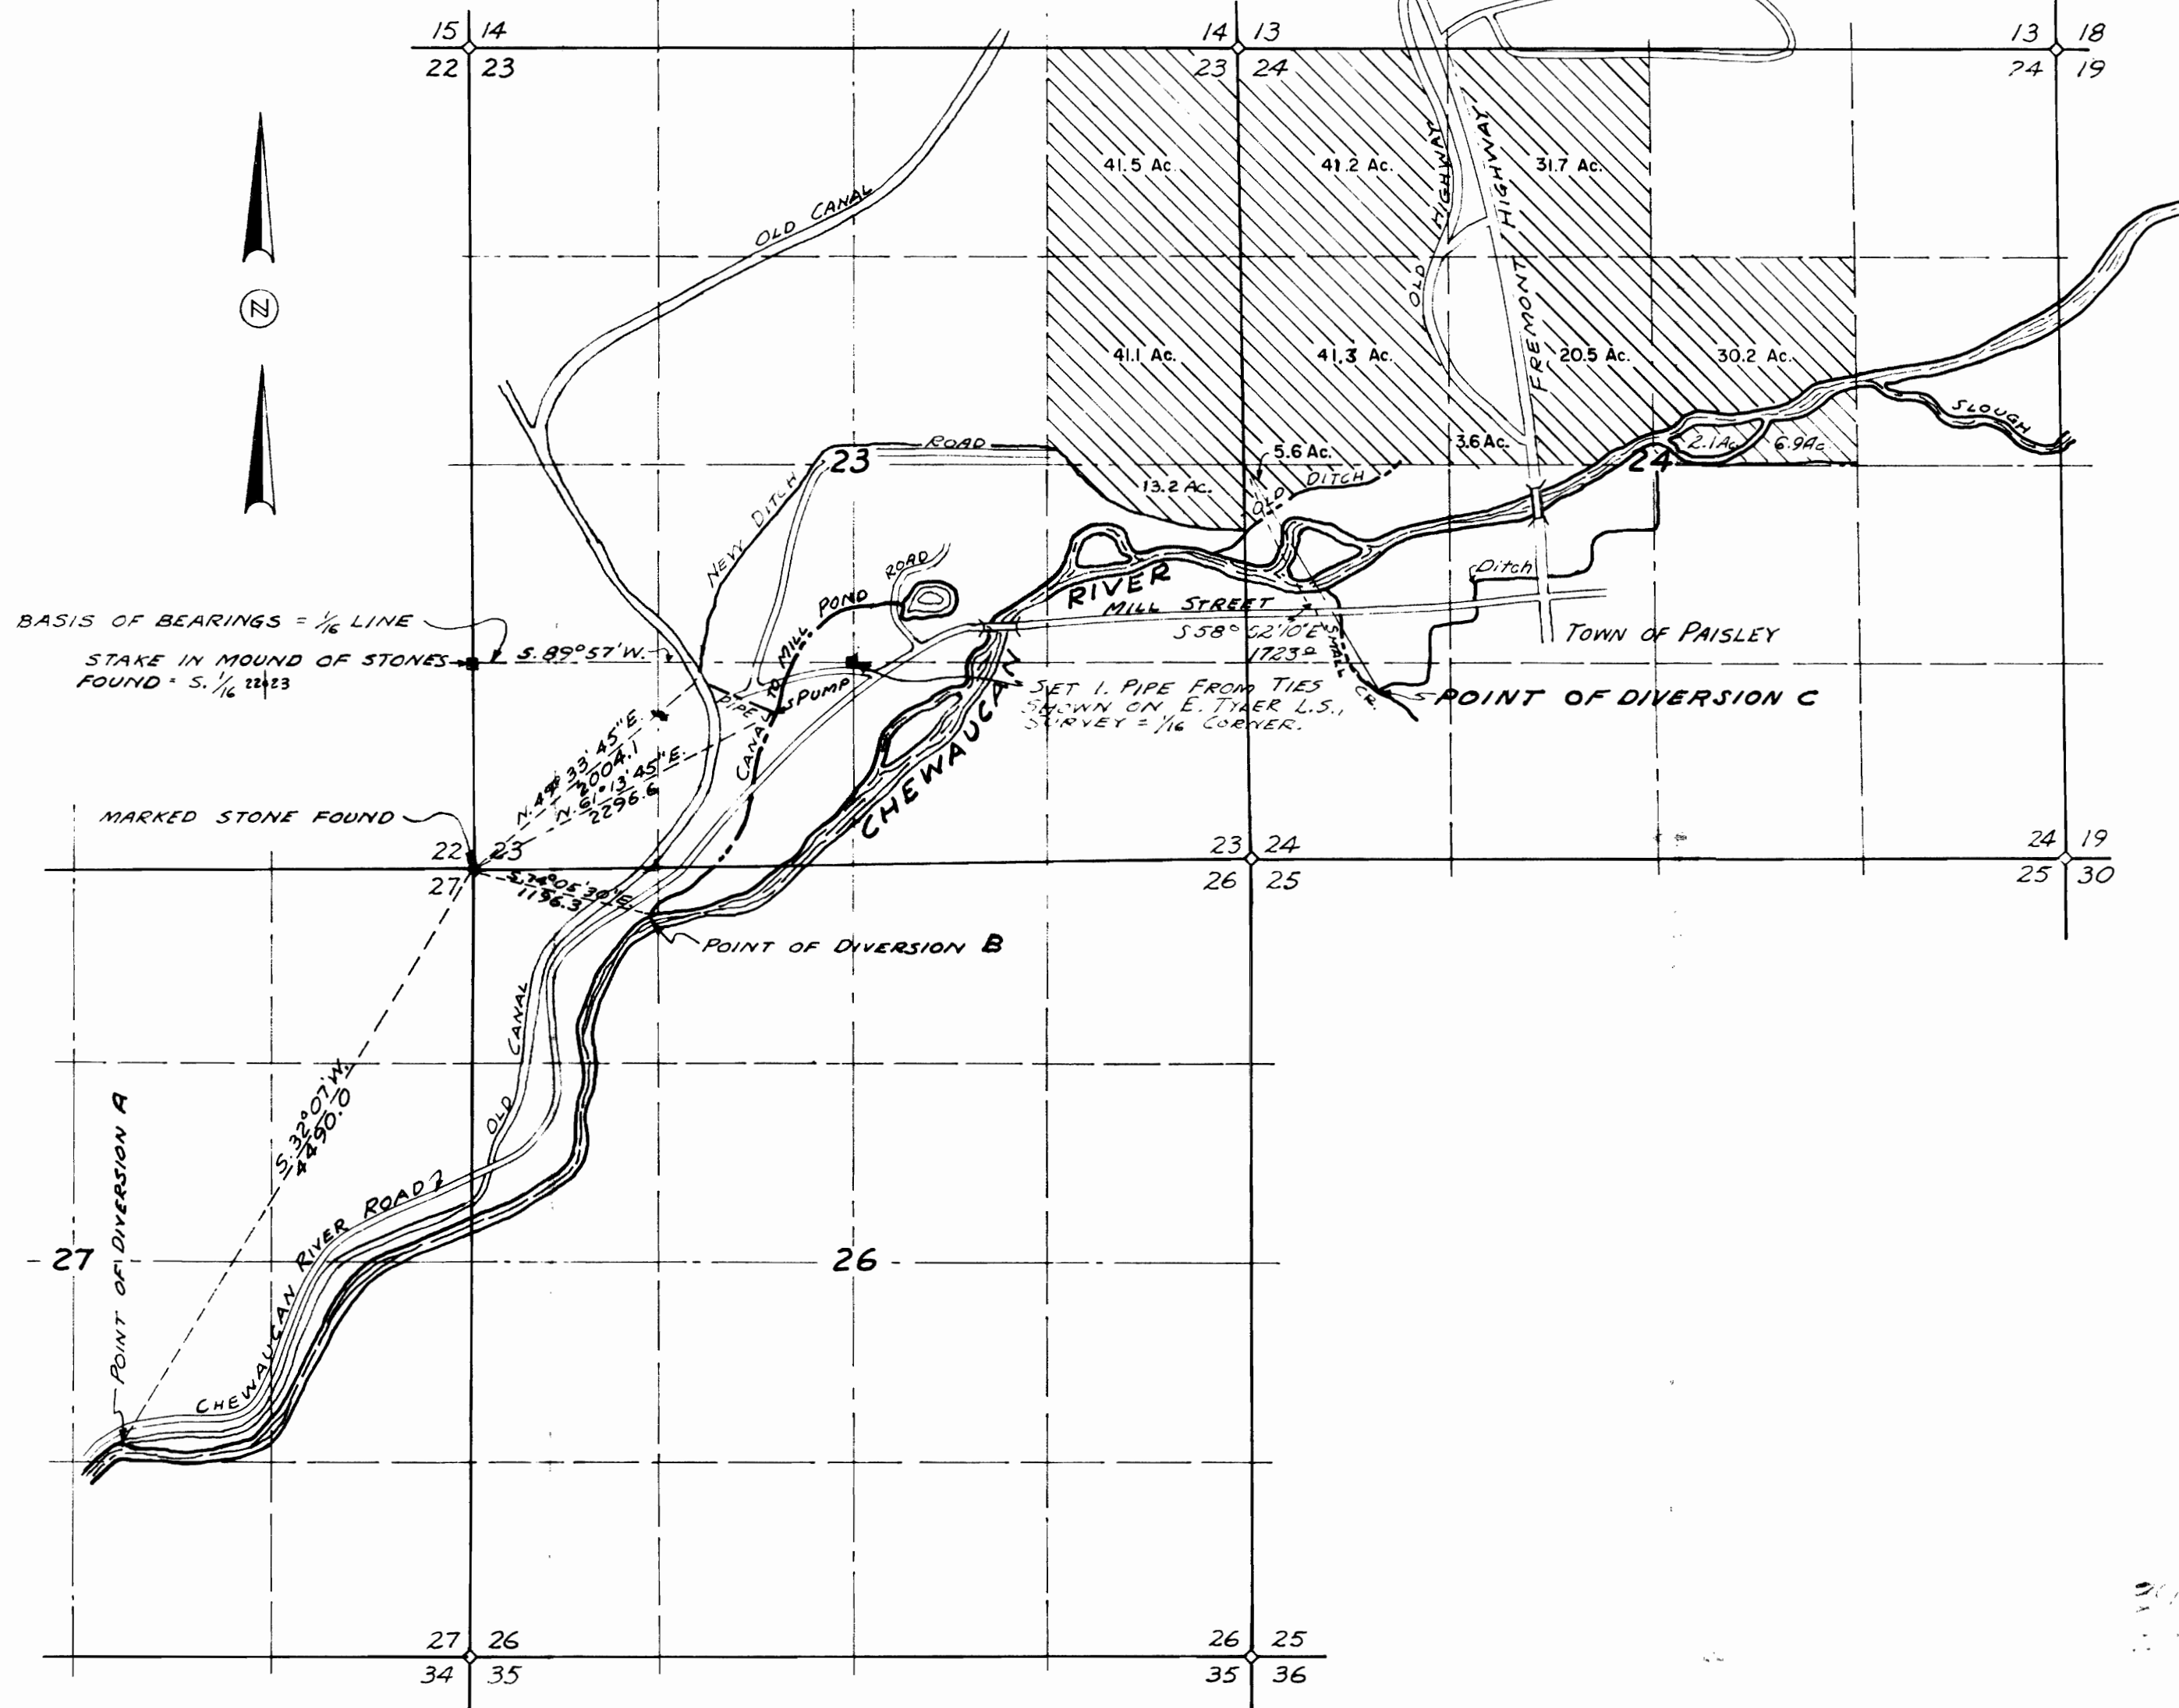 15 14
14 13
13 18
22 23
23 24
24 19
N
41.5 Ac.
41.2 Ac.
31.7 Ac.
OLD HIGHWAY
FREMONT HIGHWAY
OLD CANAL
41.1 Ac.
41.3 Ac.
20.5 Ac.
30.2 Ac.
SLOUGH
ROAD
23
3.6 Ac.
2.1 Ac
6.9 Ac
24
5.6 Ac.
13.2 Ac.
OLD DITCH
NEW DITCH
ROAD
Ditch
CANAL TO MILL POND
RIVER
MILL STREET
BASIS OF BEARINGS = 1/16 LINE
S 58° 52' 10" E
1723
TOWN OF PAISLEY
STAKE IN MOUND OF STONES
FOUND = S. 1/16 22 23
S. 89° 57' W.
SMALL CR.
PIPE
PUMP
SET I. PIPE FROM TIES
SHOWN ON E. TYLER L.S.,
SURVEY = 1/16 CORNER.
POINT OF DIVERSION C
CHEWAUCAN
33' 45" E.
2004.1
N. 61° 13' 45" E.
2296.6
MARKED STONE FOUND
22 23
23 24
24 19
27
26 25
25 30
S. 74° 05' 30" E.
1196.3
POINT OF DIVERSION B
OLD CANAL
S. 32° 07' W.
4490.0
POINT OF DIVERSION A
CHEWAUCAN RIVER ROAD
27
26
27 26
26 25
34 35
35 36